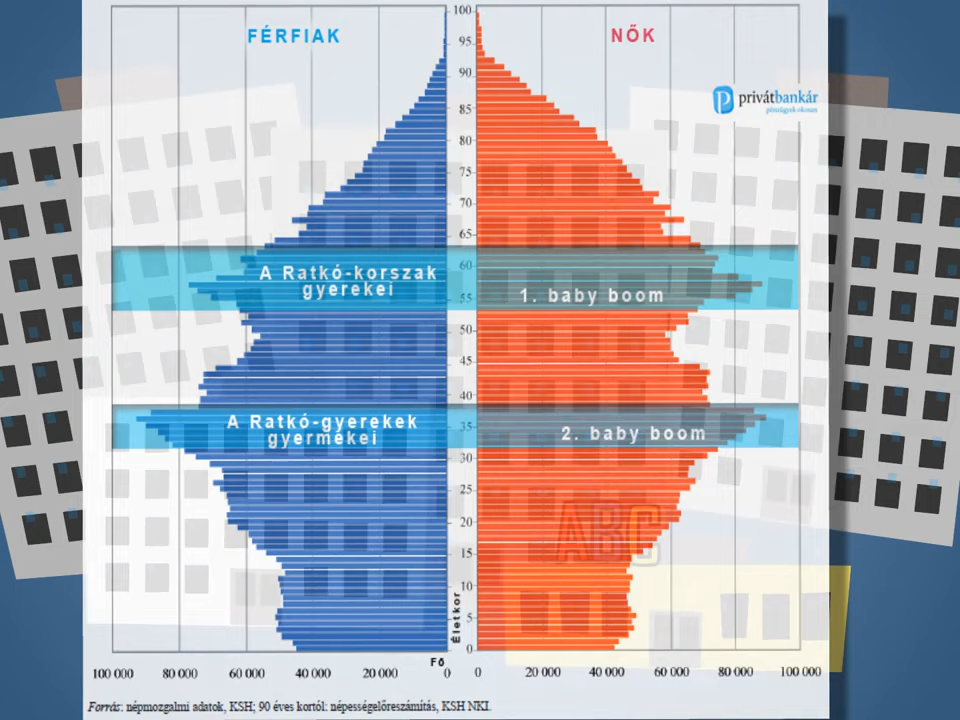 FÉRFIAK
NŐK
privátbankár
A Ratkó-korszak
gyerekei
1. baby boom
A Ratkó-gyerekek
gyermekei
2. baby boom
ABC
100
95
90
85
80
75
70
65
60
55
50
45
40
35
30
25
20
15
10
5
0
Életkor
Fő
100 000 80 000 60 000 40 000 20 000 0 0 20 000 40 000 60 000 80 000 100 000
Forrás: népmozgalmi adatok, KSH; 90 éves kortól: népességelőreszámítás, KSH NKI.